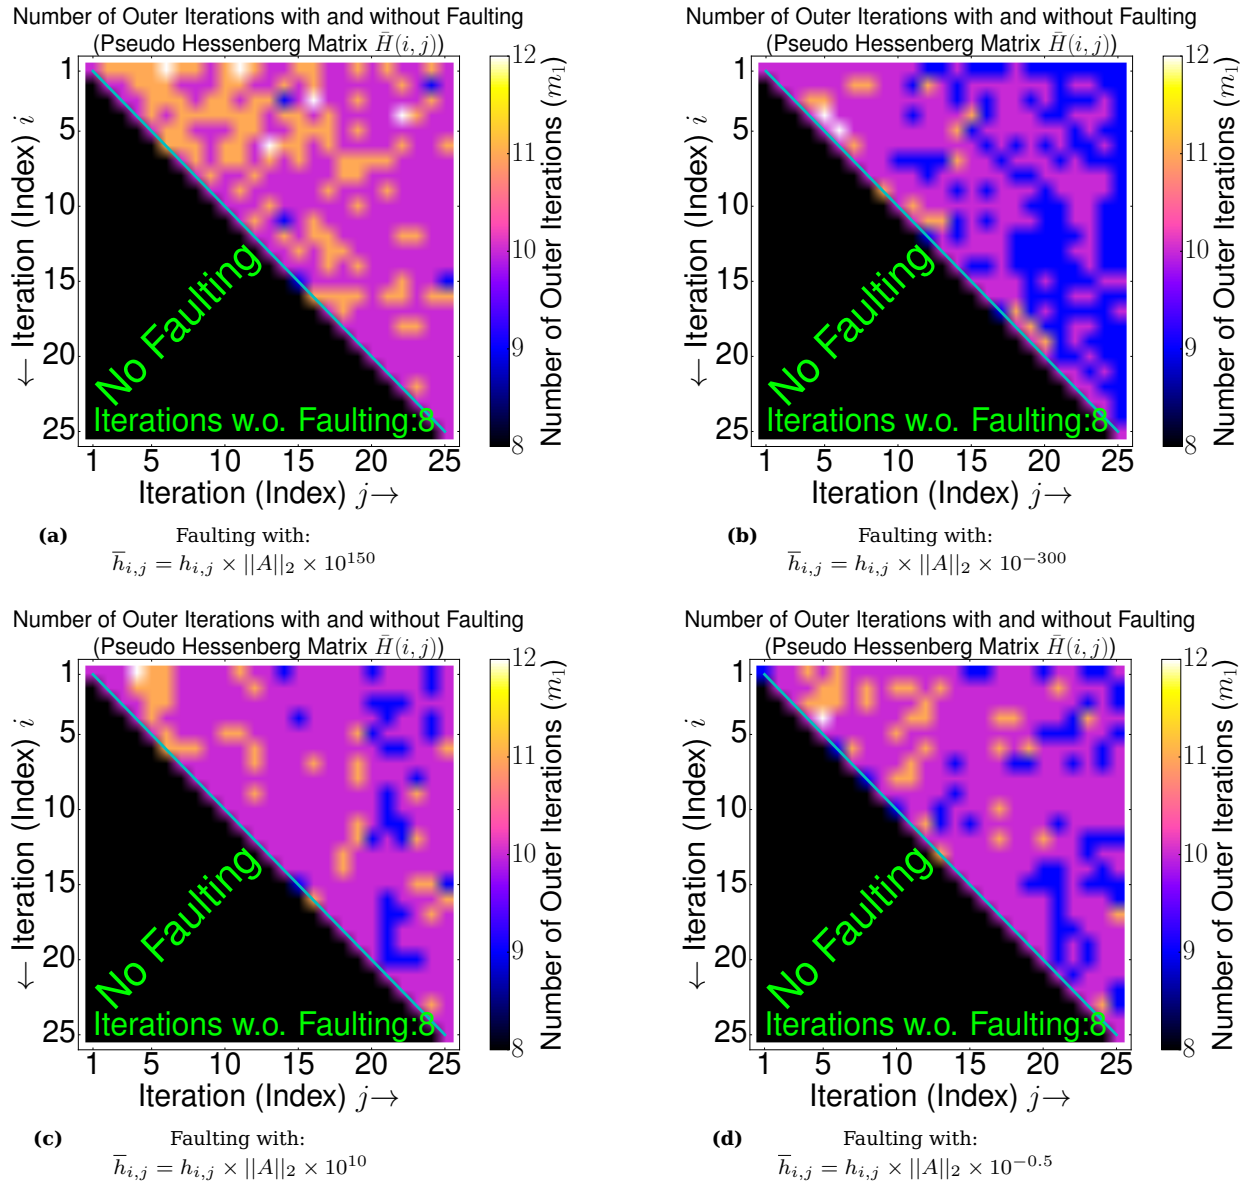 Number of Outer Iterations with and without Faulting
(Pseudo Hessenberg Matrix H̄(i, j))
← Iteration (Index) i
1
5
10
15
20
25
No Faulting
Iterations w.o. Faulting:8
1 5 10 15 20 25
Iteration (Index) j→
12
11
10
9
8
Number of Outer Iterations (m₁)
(a) Faulting with:
h̅ᵢ,ⱼ = hᵢ,ⱼ × ||A||₂ × 10¹⁵⁰
Number of Outer Iterations with and without Faulting
(Pseudo Hessenberg Matrix H̄(i, j))
← Iteration (Index) i
1
5
10
15
20
25
No Faulting
Iterations w.o. Faulting:8
1 5 10 15 20 25
Iteration (Index) j→
12
11
10
9
8
Number of Outer Iterations (m₁)
(b) Faulting with:
h̅ᵢ,ⱼ = hᵢ,ⱼ × ||A||₂ × 10⁻³⁰⁰
Number of Outer Iterations with and without Faulting
(Pseudo Hessenberg Matrix H̄(i, j))
← Iteration (Index) i
1
5
10
15
20
25
No Faulting
Iterations w.o. Faulting:8
1 5 10 15 20 25
Iteration (Index) j→
12
11
10
9
8
Number of Outer Iterations (m₁)
(c) Faulting with:
h̅ᵢ,ⱼ = hᵢ,ⱼ × ||A||₂ × 10¹⁰
Number of Outer Iterations with and without Faulting
(Pseudo Hessenberg Matrix H̄(i, j))
← Iteration (Index) i
1
5
10
15
20
25
No Faulting
Iterations w.o. Faulting:8
1 5 10 15 20 25
Iteration (Index) j→
12
11
10
9
8
Number of Outer Iterations (m₁)
(d) Faulting with:
h̅ᵢ,ⱼ = hᵢ,ⱼ × ||A||₂ × 10⁻⁰·⁵